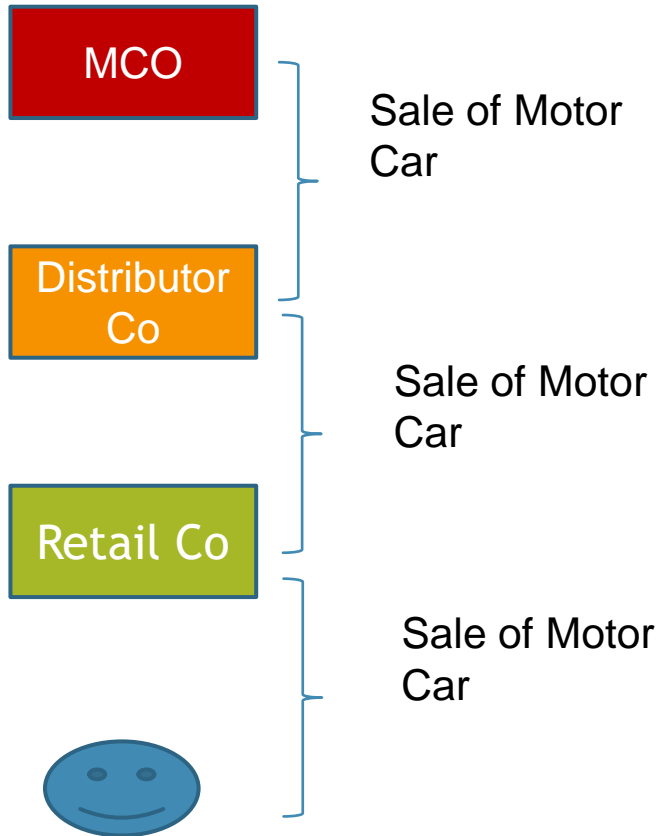 MCO
Sale of Motor
Car
Distributor
Co
Sale of Motor
Car
Retail Co
Sale of Motor
Car